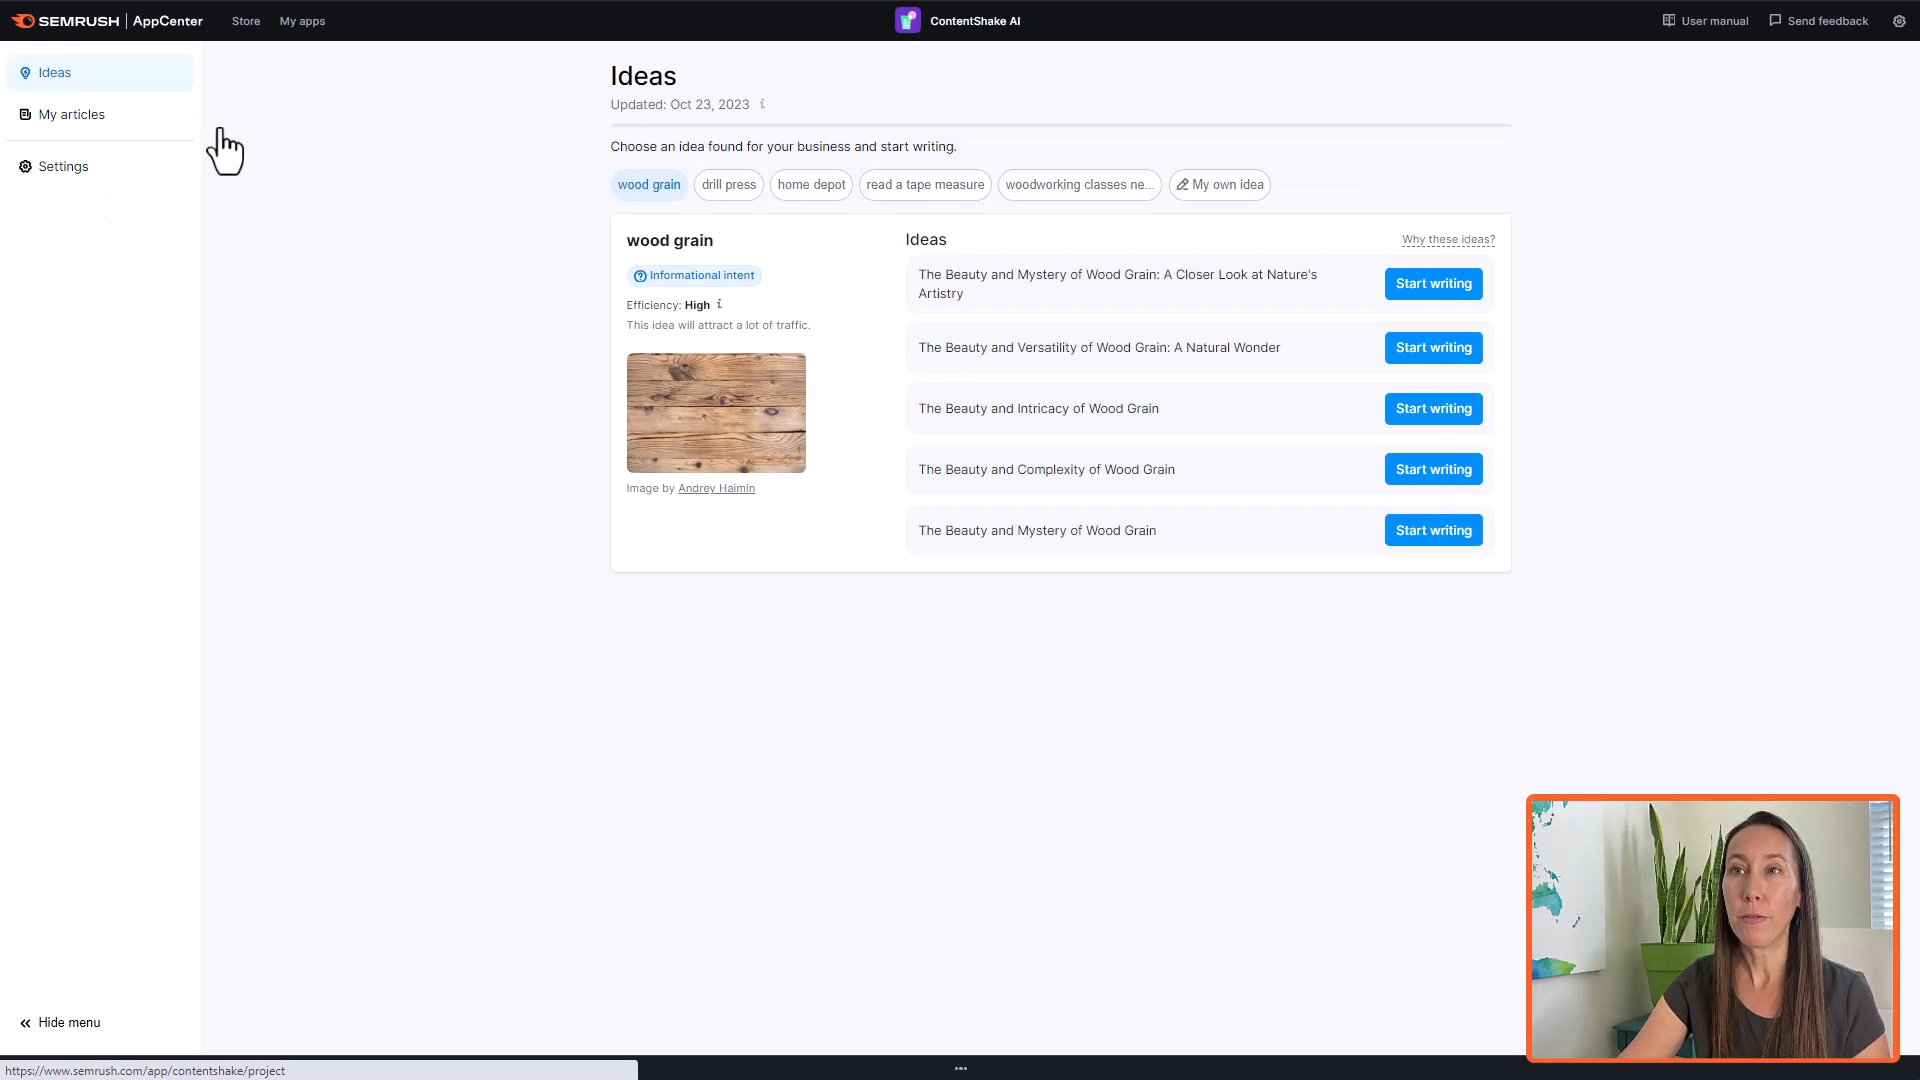 SEMRUSH AppCenter Store My apps ContentShake AI User manual Send feedback
Ideas
My articles
Settings
Hide menu
Ideas
Updated: Oct 23, 2023 i
Choose an idea found for your business and start writing.
wood grain drill press home depot read a tape measure woodworking classes ne... My own idea
wood grain
Informational intent
Efficiency: High i
This idea will attract a lot of traffic.
Image by Andrey Haimin
Ideas Why these ideas?
The Beauty and Mystery of Wood Grain: A Closer Look at Nature's
Artistry
Start writing
The Beauty and Versatility of Wood Grain: A Natural Wonder Start writing
The Beauty and Intricacy of Wood Grain Start writing
The Beauty and Complexity of Wood Grain Start writing
The Beauty and Mystery of Wood Grain Start writing
https://www.semrush.com/app/contentshake/project